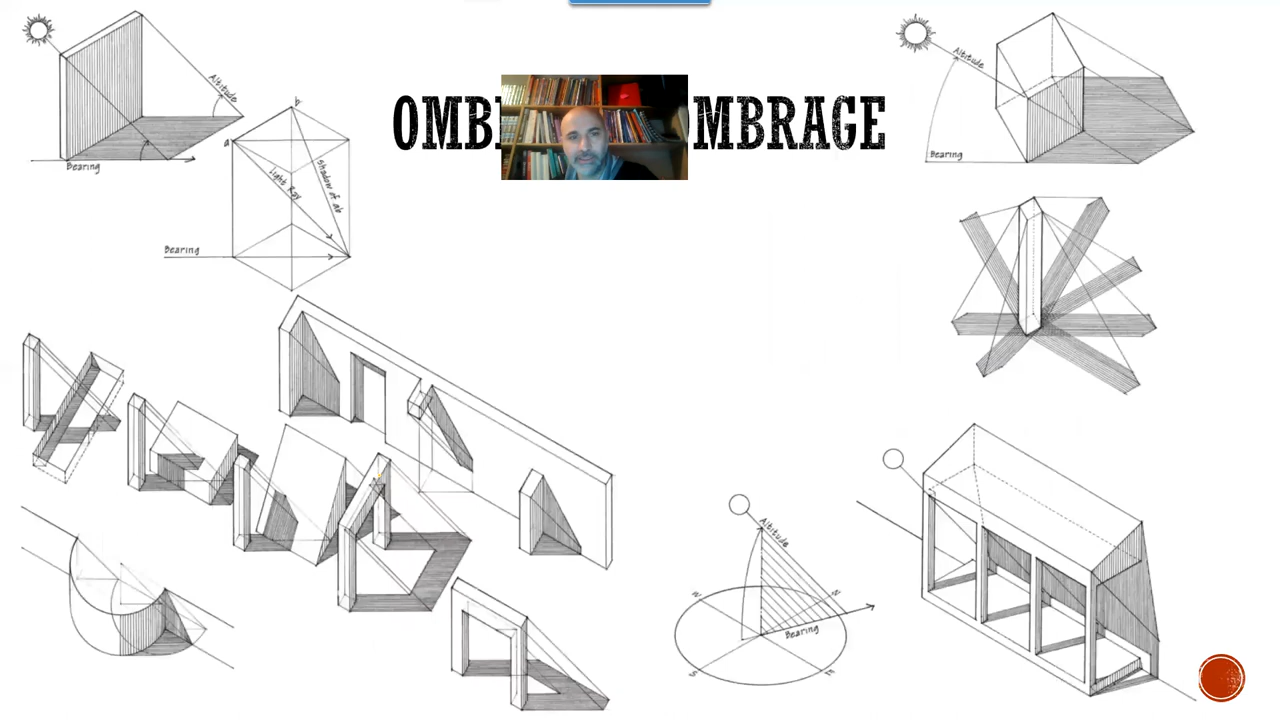 OMB MBRAGE
Altitude
Bearing
b
a
Light Ray
Shadow of ab
Bearing
Altitude
Bearing
Altitude
W
N
Bearing
S
E